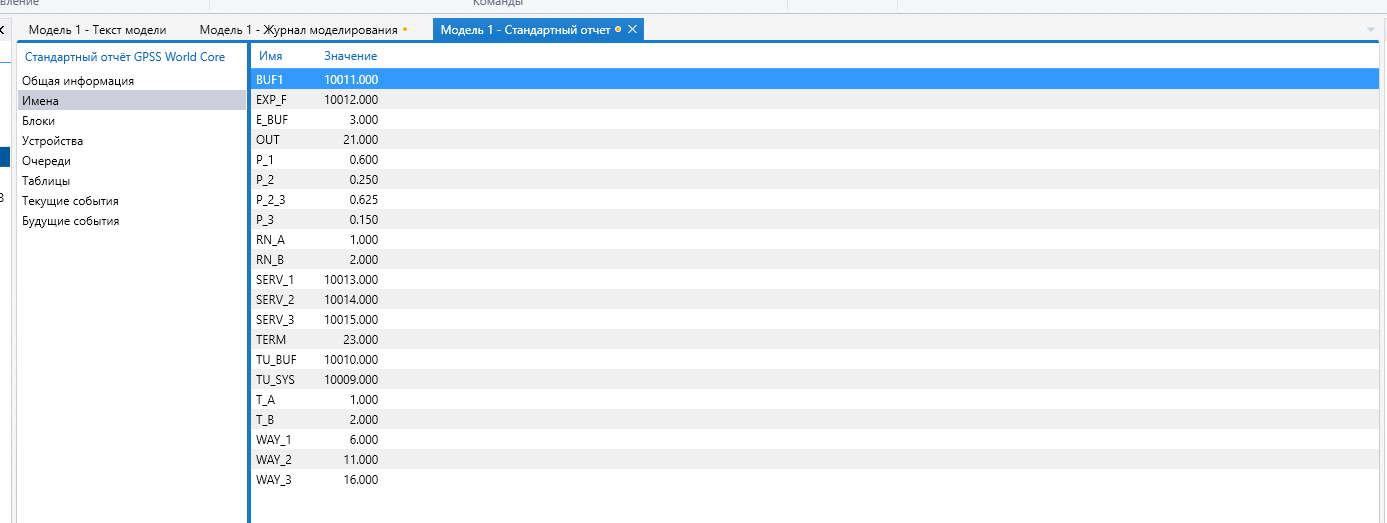 Команды
Модель 1 - Текст модели Модель 1 - Журнал моделирования Модель 1 - Стандартный отчет
Стандартный отчёт GPSS World Core
Общая информация
Имена
Блоки
Устройства
Очереди
Таблицы
Текущие события
Будущие события
Имя Значение
BUF1 10011.000
EXP_F 10012.000
E_BUF 3.000
OUT 21.000
P_1 0.600
P_2 0.250
P_2_3 0.625
P_3 0.150
RN_A 1.000
RN_B 2.000
SERV_1 10013.000
SERV_2 10014.000
SERV_3 10015.000
TERM 23.000
TU_BUF 10010.000
TU_SYS 10009.000
T_A 1.000
T_B 2.000
WAY_1 6.000
WAY_2 11.000
WAY_3 16.000